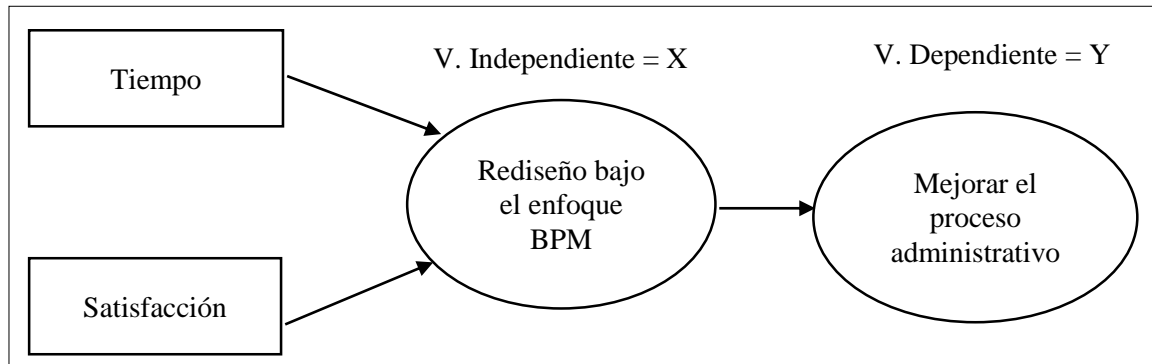 V. Independiente = X
V. Dependiente = Y
Tiempo
Rediseño bajo
el enfoque
BPM
Mejorar el
proceso
administrativo
Satisfacción